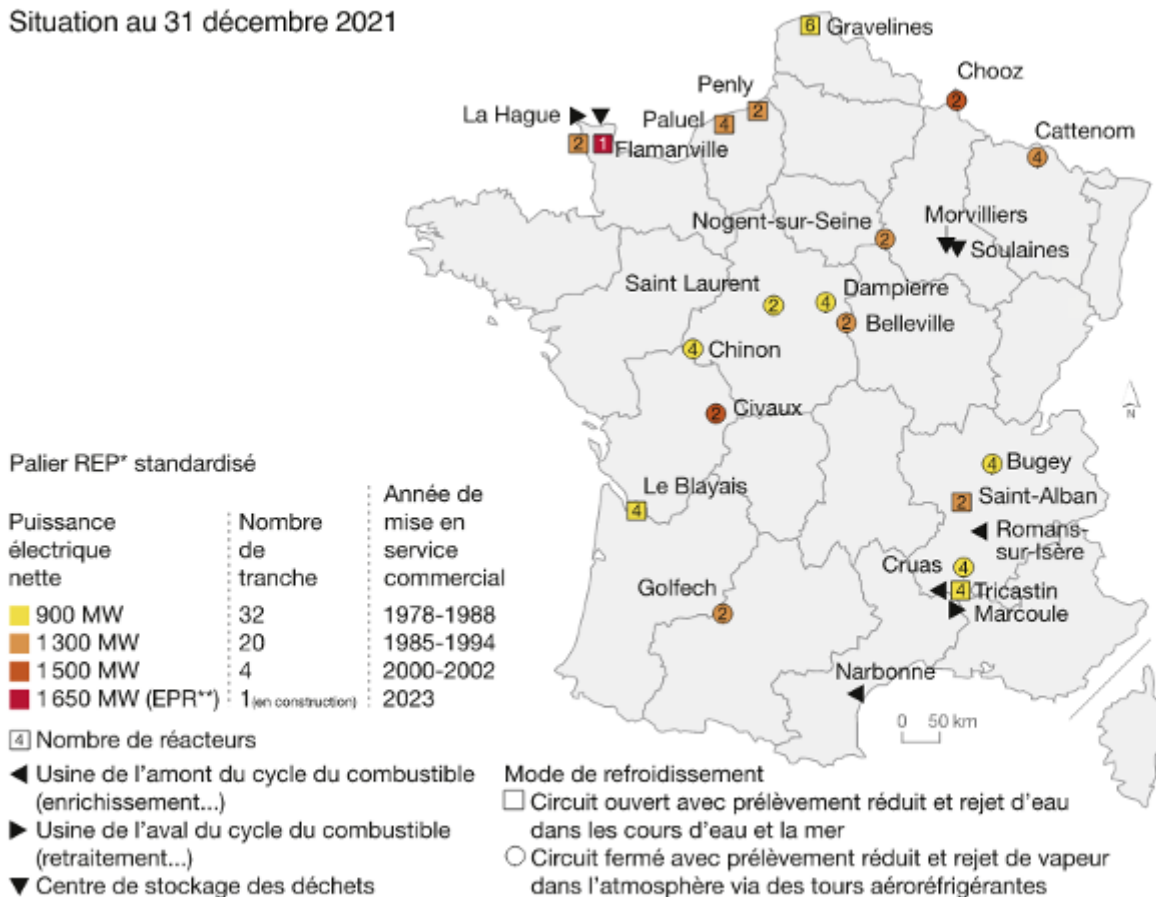 Situation au 31 décembre 2021
6 Gravelines
Chooz
2
Penly
2
La Hague
Paluel 4
Cattenom
4
2 1 Flamanville
Morvilliers
Nogent-sur-Seine 2
Soulaines
Saint Laurent
2
4 Dampierre
2 Belleville
4 Chinon
2 Civaux
N
4 Bugey
Le Blayais
4
2 Saint-Alban
Romans-
sur-Isère
Cruas 4
4 Tricastin
Marcoule
Golfech
2
Narbonne
0 50 km
Palier REP* standardisé
Puissance électrique nette
Nombre de tranche
Année de mise en service commercial
900 MW 32 1978-1988
1 300 MW 20 1985-1994
1 500 MW 4 2000-2002
1 650 MW (EPR**) 1 (en construction) 2023
4 Nombre de réacteurs
Usine de l'amont du cycle du combustible
(enrichissement...)
Usine de l'aval du cycle du combustible
(retraitement...)
Centre de stockage des déchets
Mode de refroidissement
Circuit ouvert avec prélèvement réduit et rejet d'eau
dans les cours d'eau et la mer
Circuit fermé avec prélèvement réduit et rejet de vapeur
dans l'atmosphère via des tours aéroréfrigérantes